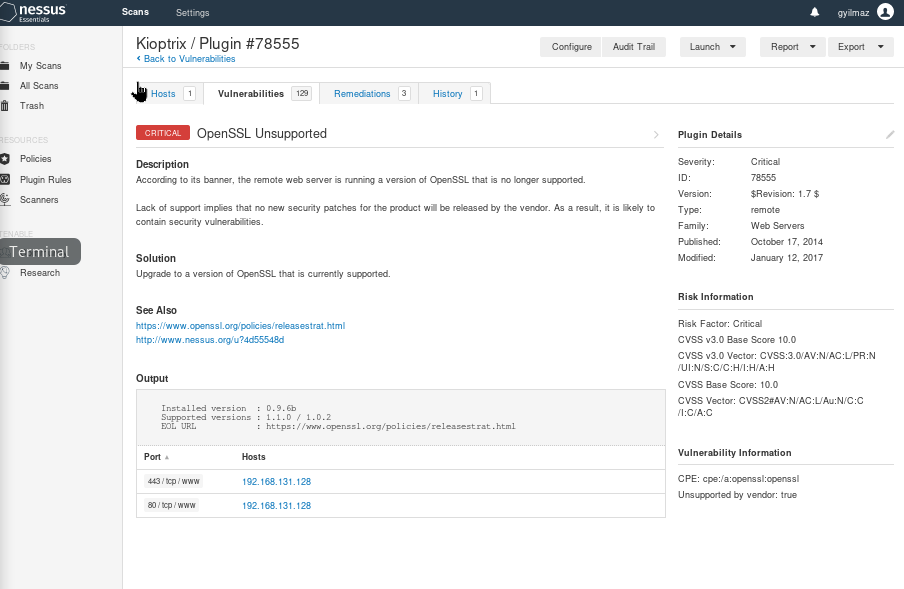 nessus
Essentials
Scans
Settings
gyilmaz
FOLDERS
My Scans
All Scans
Trash
RESOURCES
Policies
Plugin Rules
Scanners
TENABLE
Terminal
Research
Kioptrix / Plugin #78555
‹ Back to Vulnerabilities
Configure
Audit Trail
Launch
Report
Export
Hosts 1
Vulnerabilities 129
Remediations 3
History 1
CRITICAL OpenSSL Unsupported
Description
According to its banner, the remote web server is running a version of OpenSSL that is no longer supported.
Lack of support implies that no new security patches for the product will be released by the vendor. As a result, it is likely to
contain security vulnerabilities.
Solution
Upgrade to a version of OpenSSL that is currently supported.
See Also
https://www.openssl.org/policies/releasestrat.html
http://www.nessus.org/u?4d55548d
Output
Installed version : 0.9.6b
Supported versions : 1.1.0 / 1.0.2
EOL URL : https://www.openssl.org/policies/releasestrat.html
Port Hosts
443 / tcp / www 192.168.131.128
80 / tcp / www 192.168.131.128
Plugin Details
Severity: Critical
ID: 78555
Version: $Revision: 1.7 $
Type: remote
Family: Web Servers
Published: October 17, 2014
Modified: January 12, 2017
Risk Information
Risk Factor: Critical
CVSS v3.0 Base Score 10.0
CVSS v3.0 Vector: CVSS:3.0/AV:N/AC:L/PR:N
/UI:N/S:C/C:H/I:H/A:H
CVSS Base Score: 10.0
CVSS Vector: CVSS2#AV:N/AC:L/Au:N/C:C
/I:C/A:C
Vulnerability Information
CPE: cpe:/a:openssl:openssl
Unsupported by vendor: true